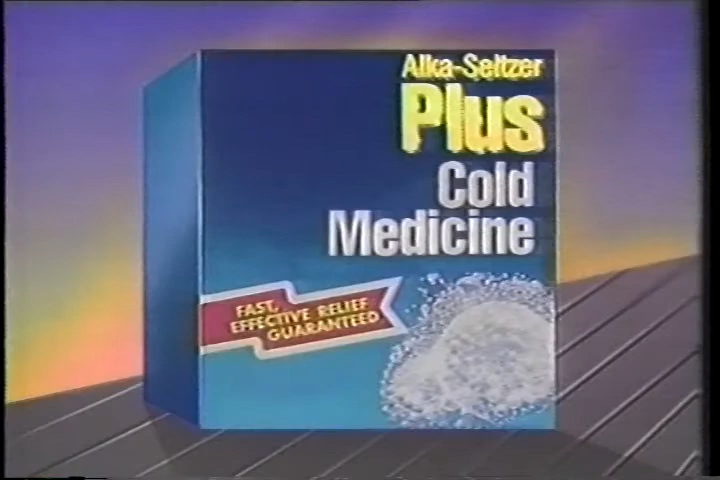 Alka-Seltzer
Plus
Cold
Medicine
FAST,
EFFECTIVE RELIEF
GUARANTEED